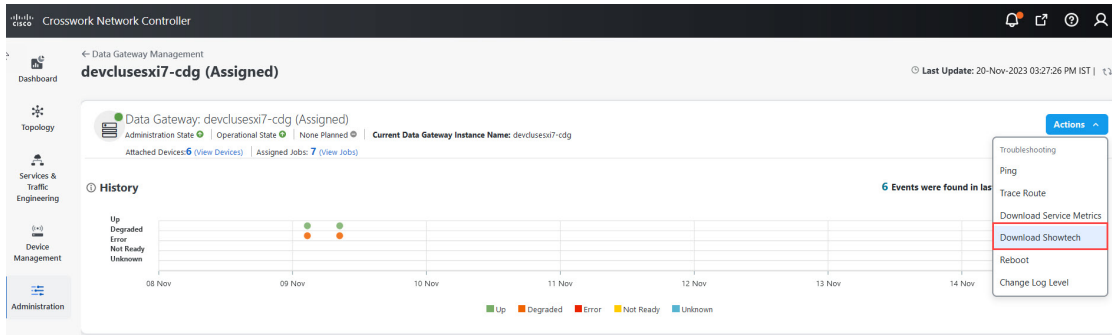 cisco Crosswork Network Controller
Dashboard
Topology
Services &
Traffic
Engineering
Device
Management
Administration
← Data Gateway Management
devclusesxi7-cdg (Assigned)
Last Update: 20-Nov-2023 03:27:26 PM IST |
Data Gateway: devclusesxi7-cdg (Assigned)
Administration State | Operational State | None Planned | Current Data Gateway Instance Name: devclusesxi7-cdg
Attached Devices:6 (View Devices) | Assigned Jobs: 7 (View Jobs)
Actions
Troubleshooting
Ping
Trace Route
Download Service Metrics
Download Showtech
Reboot
Change Log Level
History
6 Events were found in las
Up
Degraded
Error
Not Ready
Unknown
08 Nov 09 Nov 10 Nov 11 Nov 12 Nov 13 Nov 14 Nov
Up Degraded Error Not Ready Unknown